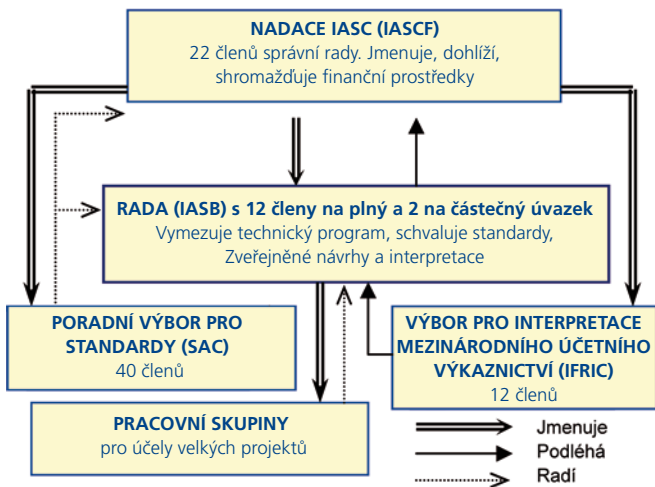 NADACE IASC (IASCF)
22 členů správní rady. Jmenuje, dohlíží,
shromažďuje finanční prostředky
RADA (IASB) s 12 členy na plný a 2 na částečný úvazek
Vymezuje technický program, schvaluje standardy,
Zveřejněné návrhy a interpretace
PORADNÍ VÝBOR PRO
STANDARDY (SAC)
40 členů
VÝBOR PRO INTERPRETACE
MEZINÁRODNÍHO ÚČETNÍHO
VÝKAZNICTVÍ (IFRIC)
12 členů
PRACOVNÍ SKUPINY
pro účely velkých projektů
Jmenuje
Podléhá
Radí